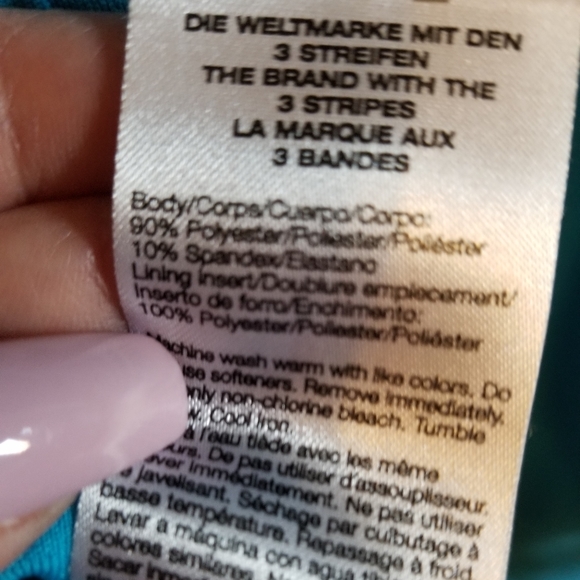 DIE WELTMARKE MIT DEN
3 STREIFEN
THE BRAND WITH THE
3 STRIPES
LA MARQUE AUX
3 BANDES
Body/Corps/Cuerpo/Corpo:
90% Polyester/Poliester/Poliéster
10% Spandex/Elastano
Lining Insert/Doublure emplacement/
Inserto de forro/Enchimento:
100% Polyester/Poliester/Poliéster
Machine wash warm with like colors. Do
softeners. Remove immediately.
only non-chlorine bleach. Tumble
Cool iron
à l'eau tiède avec les même
De pas utiliser d'assouplisseur.
immédiatement. Ne pas utiliser
javelisant. Séchage par culbutage à
basse température. Repassage à froid.
Lavar a máquina con agua
colores similares.
Sacar